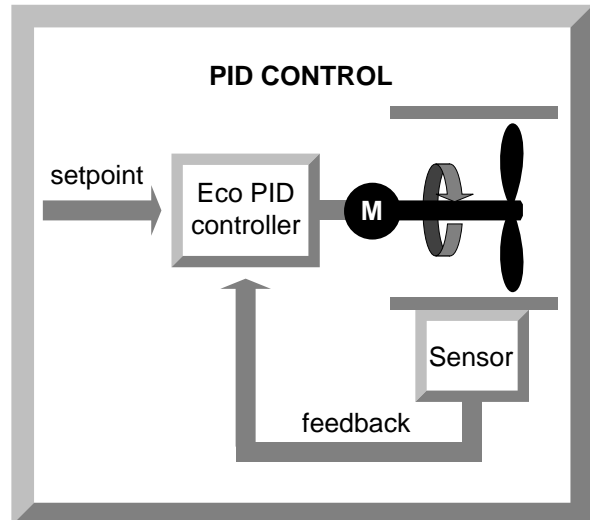 PID CONTROL
setpoint
Eco PID
controller
M
Sensor
feedback